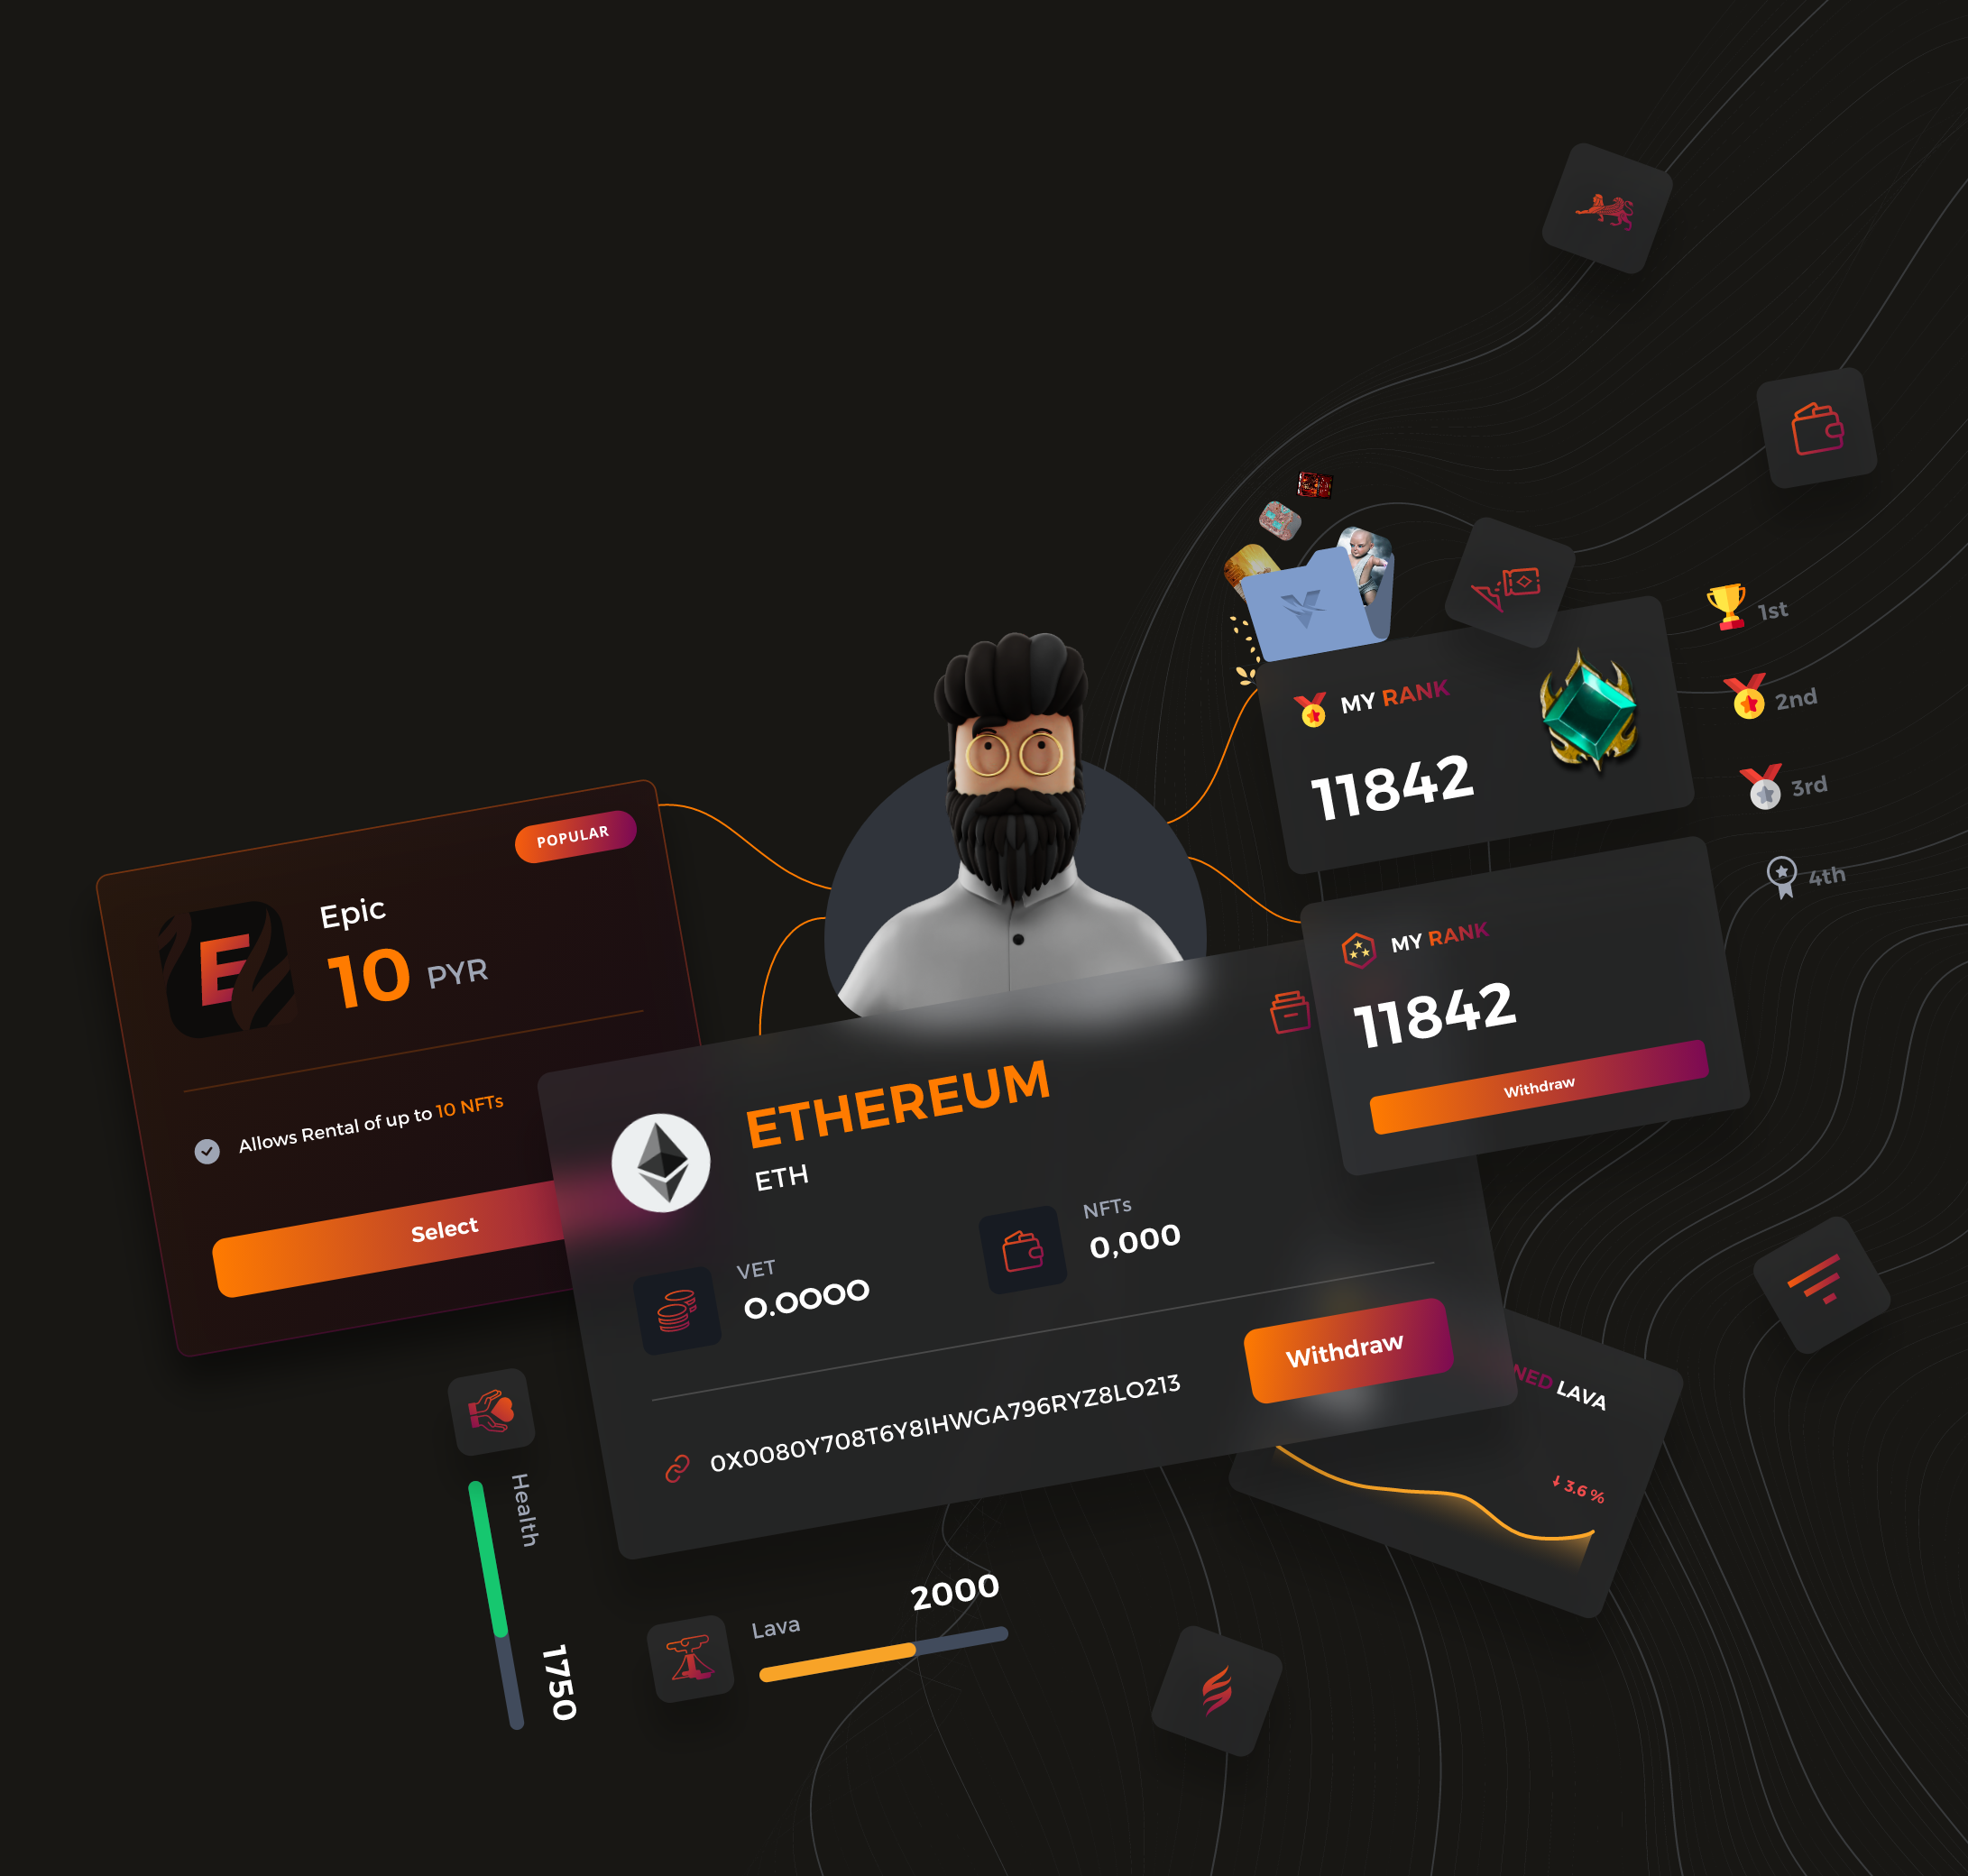 1st
MY RANK
2nd
11842
3rd
POPULAR
4th
E
Epic
10 PYR
MY RANK
11842
Withdraw
Allows Rental of up to 10 NFTs
Select
ETHEREUM
ETH
NFTs
0,000
VET
0.0000
Withdraw
0X0080Y708T6Y8IHWGA796RYZ8LO213
LAVA
↓ 3.6 %
Health
1750
Lava
2000